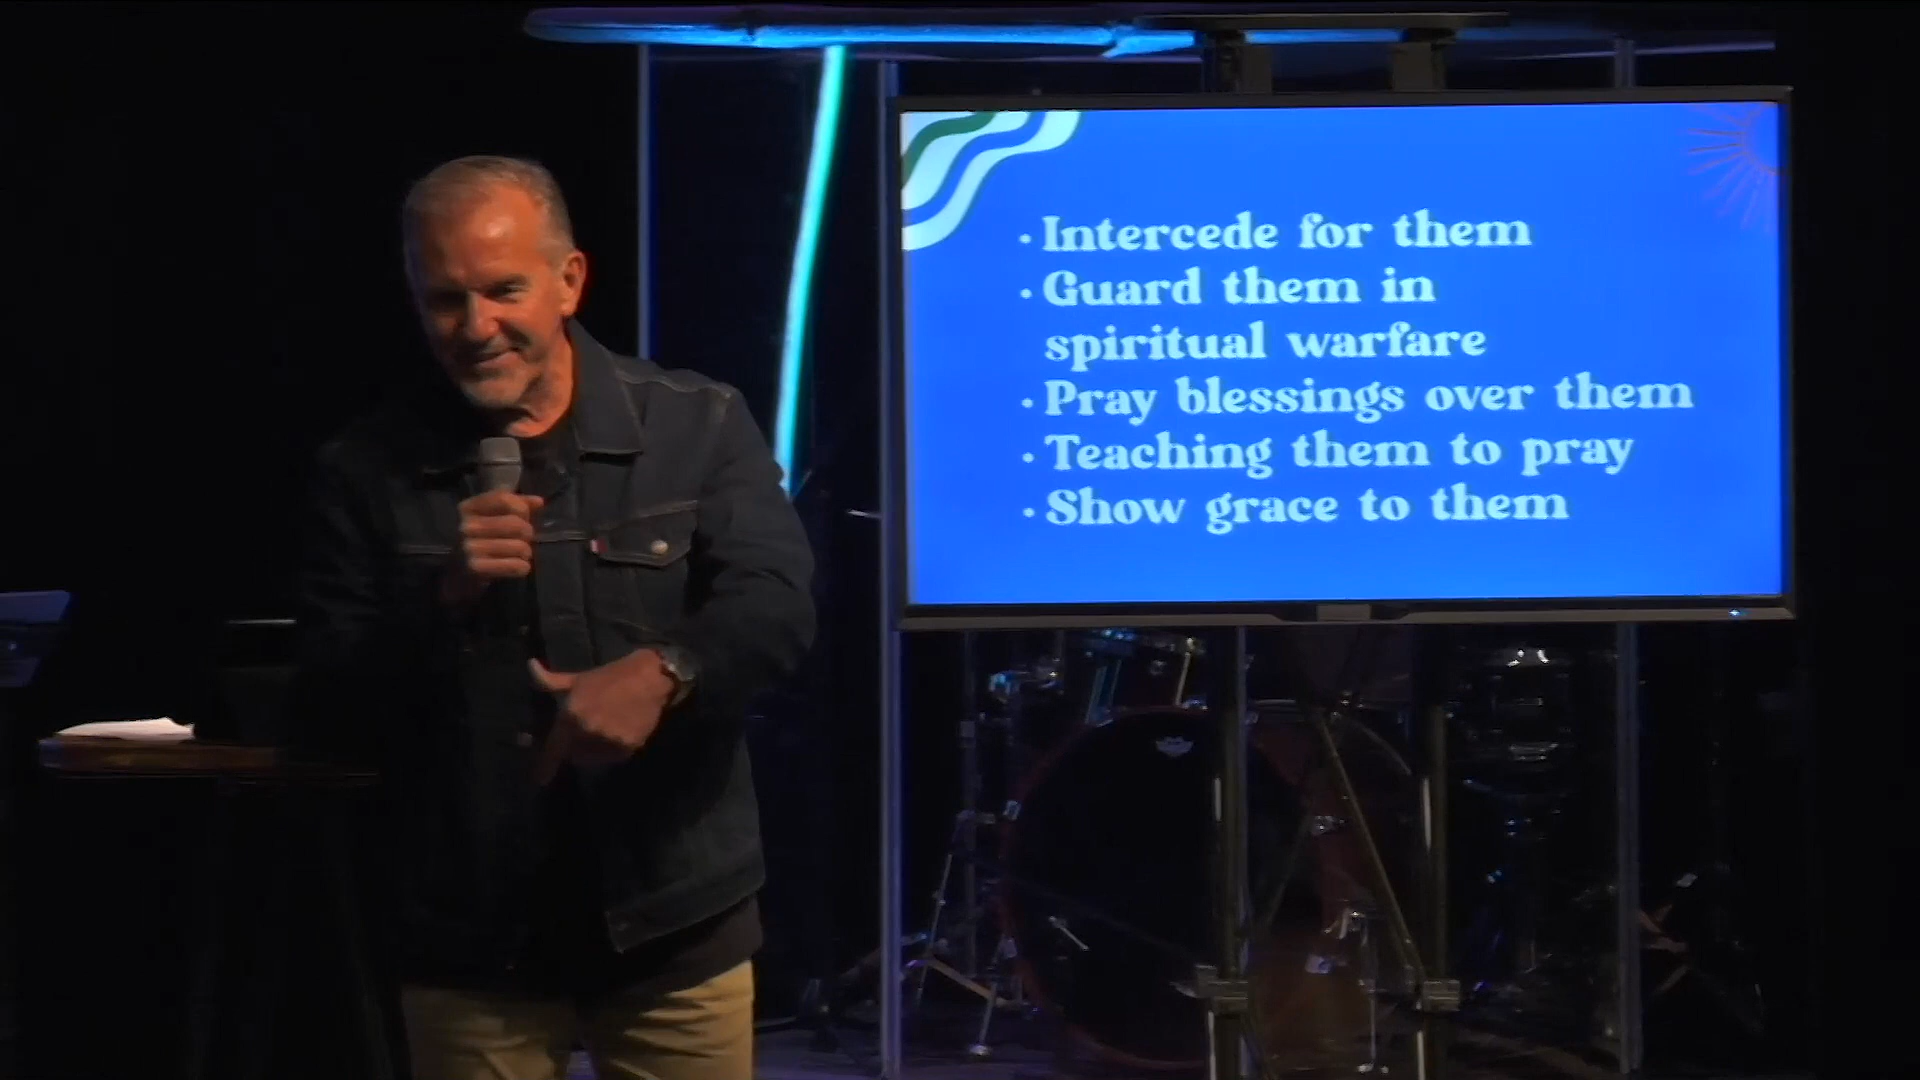 • Intercede for them
• Guard them in
spiritual warfare
• Pray blessings over them
• Teaching them to pray
• Show grace to them